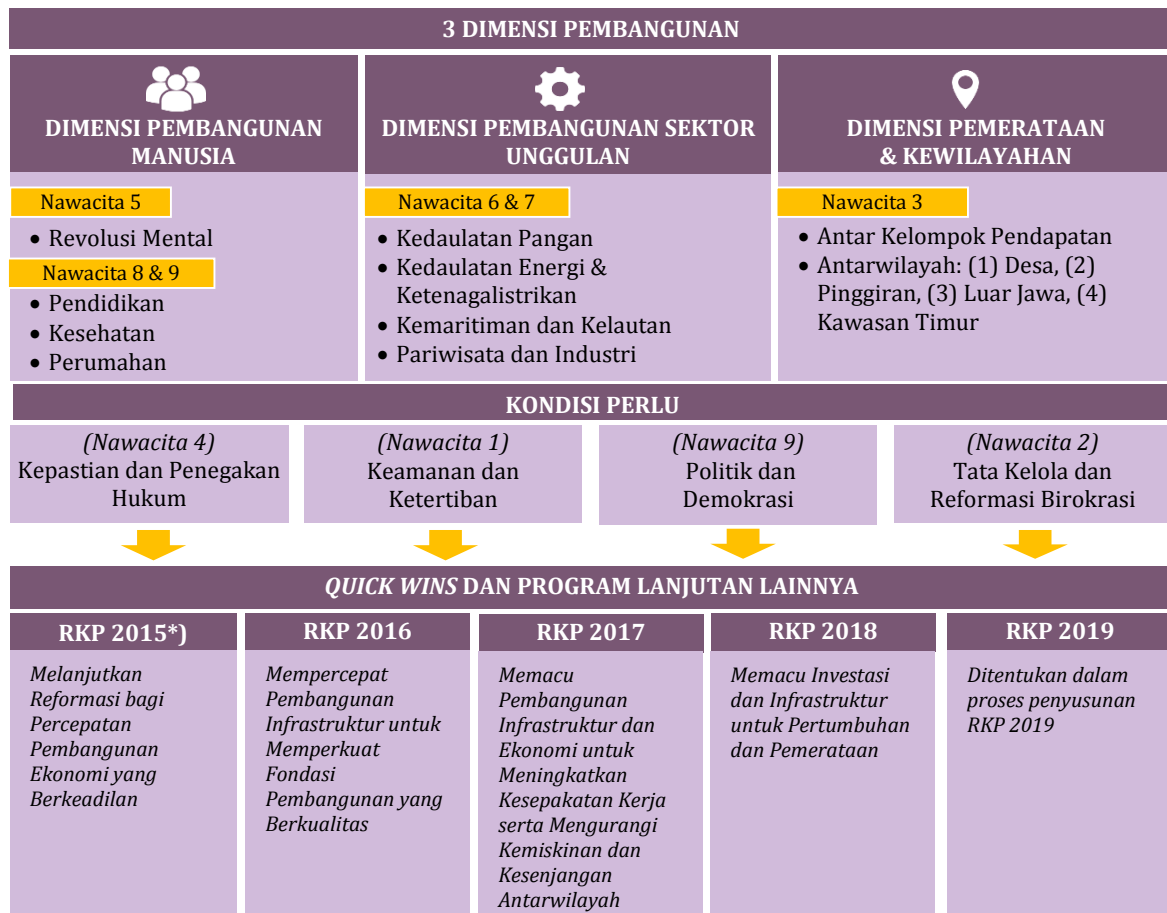 3 DIMENSI PEMBANGUNAN
DIMENSI PEMBANGUNAN
MANUSIA
Nawacita 5
• Revolusi Mental
Nawacita 8 & 9
• Pendidikan
• Kesehatan
• Perumahan
DIMENSI PEMBANGUNAN SEKTOR
UNGGULAN
Nawacita 6 & 7
• Kedaulatan Pangan
• Kedaulatan Energi &
Ketenagalistrikan
• Kemaritiman dan Kelautan
• Pariwisata dan Industri
DIMENSI PEMERATAAN
& KEWILAYAHAN
Nawacita 3
• Antar Kelompok Pendapatan
• Antarwilayah: (1) Desa, (2)
Pinggiran, (3) Luar Jawa, (4)
Kawasan Timur
KONDISI PERLU
(Nawacita 4)
Kepastian dan Penegakan
Hukum
(Nawacita 1)
Keamanan dan
Ketertiban
(Nawacita 9)
Politik dan
Demokrasi
(Nawacita 2)
Tata Kelola dan
Reformasi Birokrasi
QUICK WINS DAN PROGRAM LANJUTAN LAINNYA
RKP 2015*)
Melanjutkan
Reformasi bagi
Percepatan
Pembangunan
Ekonomi yang
Berkeadilan
RKP 2016
Mempercepat
Pembangunan
Infrastruktur untuk
Memperkuat
Fondasi
Pembangunan yang
Berkualitas
RKP 2017
Memacu
Pembangunan
Infrastruktur dan
Ekonomi untuk
Meningkatkan
Kesepakatan Kerja
serta Mengurangi
Kemiskinan dan
Kesenjangan
Antarwilayah
RKP 2018
Memacu Investasi
dan Infrastruktur
untuk Pertumbuhan
dan Pemerataan
RKP 2019
Ditentukan dalam
proses penyusunan
RKP 2019